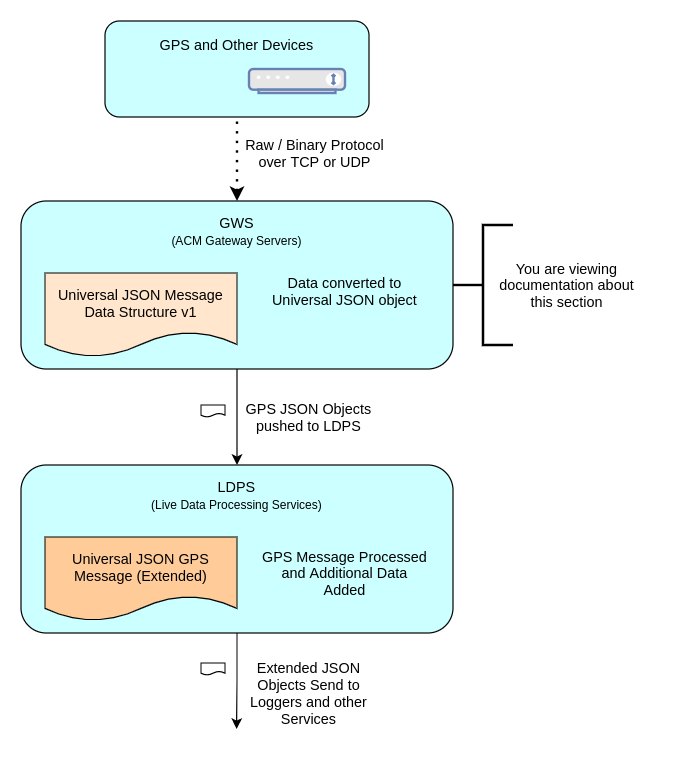 GPS and Other Devices
Raw / Binary Protocol
over TCP or UDP
GWS
(ACM Gateway Servers)
Universal JSON Message
Data Structure v1
Data converted to
Universal JSON object
You are viewing
documentation about
this section
GPS JSON Objects
pushed to LDPS
LDPS
(Live Data Processing Services)
Universal JSON GPS
Message (Extended)
GPS Message Processed
and Additional Data
Added
Extended JSON
Objects Send to
Loggers and other
Services